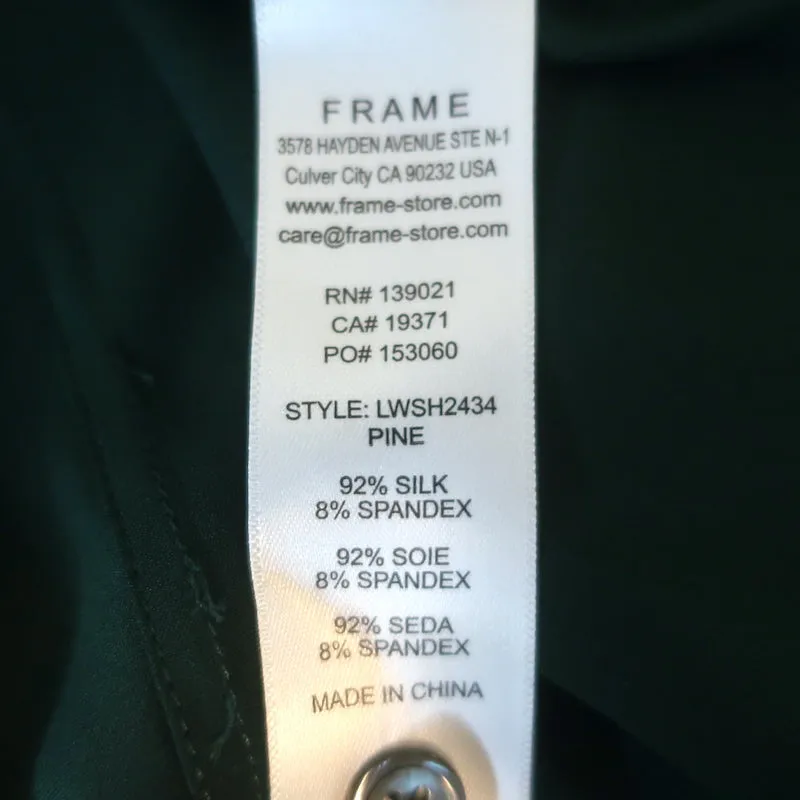 FRAME
3578 HAYDEN AVENUE STE N-1
Culver City CA 90232 USA
www.frame-store.com
care@frame-store.com
RN# 139021
CA# 19371
PO# 153060
STYLE: LWSH2434
PINE
92% SILK
8% SPANDEX
92% SOIE
8% SPANDEX
92% SEDA
8% SPANDEX
MADE IN CHINA